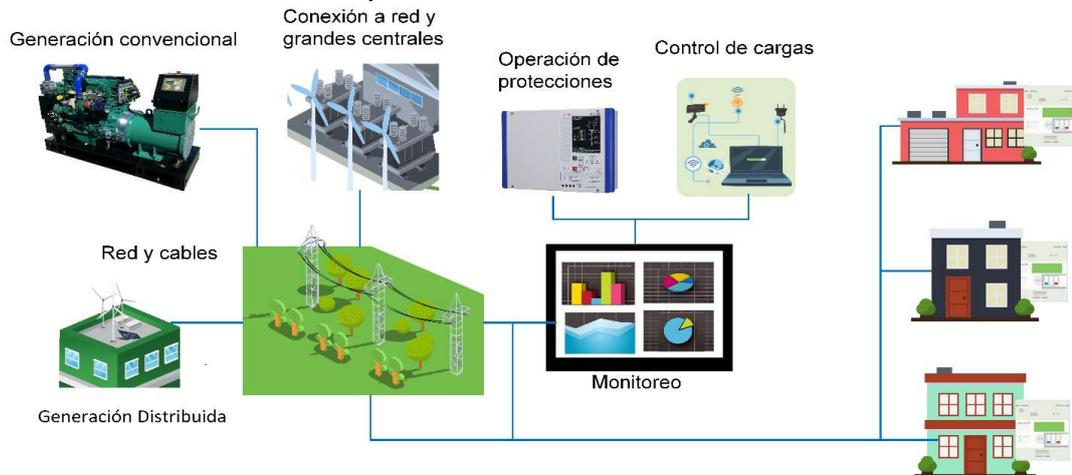 Conexión a red y
grandes centrales
Generación convencional
Operación de
protecciones
Control de cargas
Red y cables
Monitoreo
Generación Distribuida